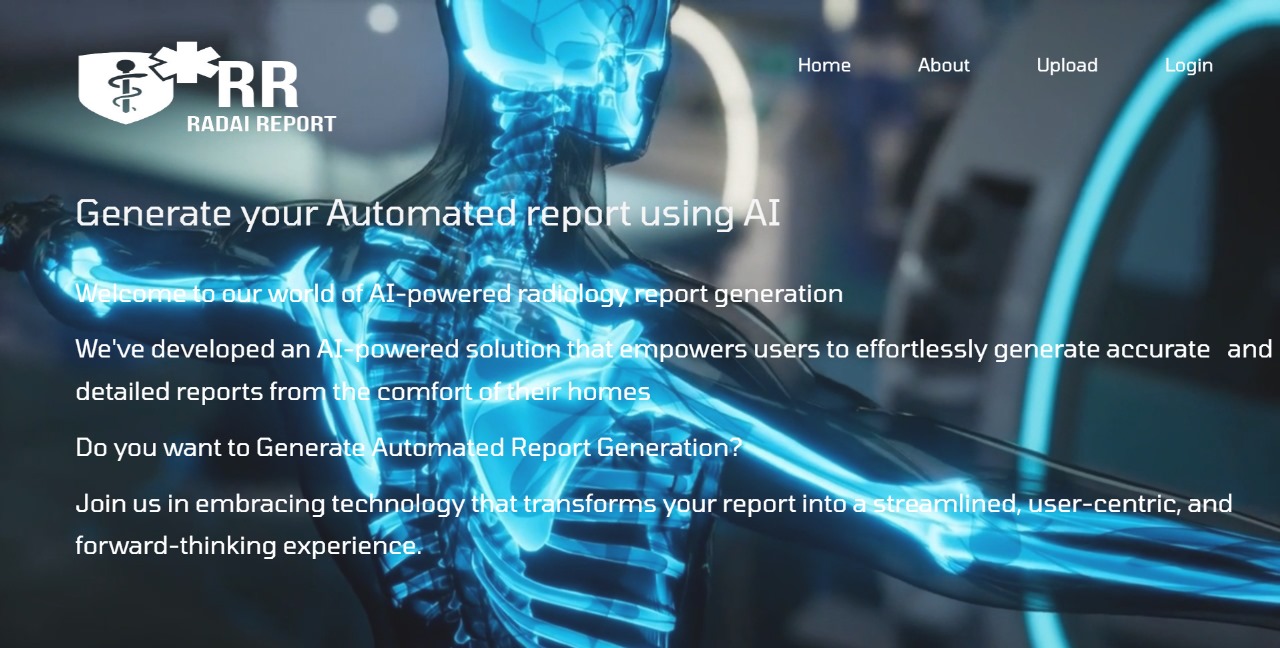 RR
RADAI REPORT
Home About Upload Login
Generate your Automated report using AI
Welcome to our world of AI-powered radiology report generation
We've developed an AI-powered solution that empowers users to effortlessly generate accurate and
detailed reports from the comfort of their homes
Do you want to Generate Automated Report Generation?
Join us in embracing technology that transforms your report into a streamlined, user-centric, and
forward-thinking experience.